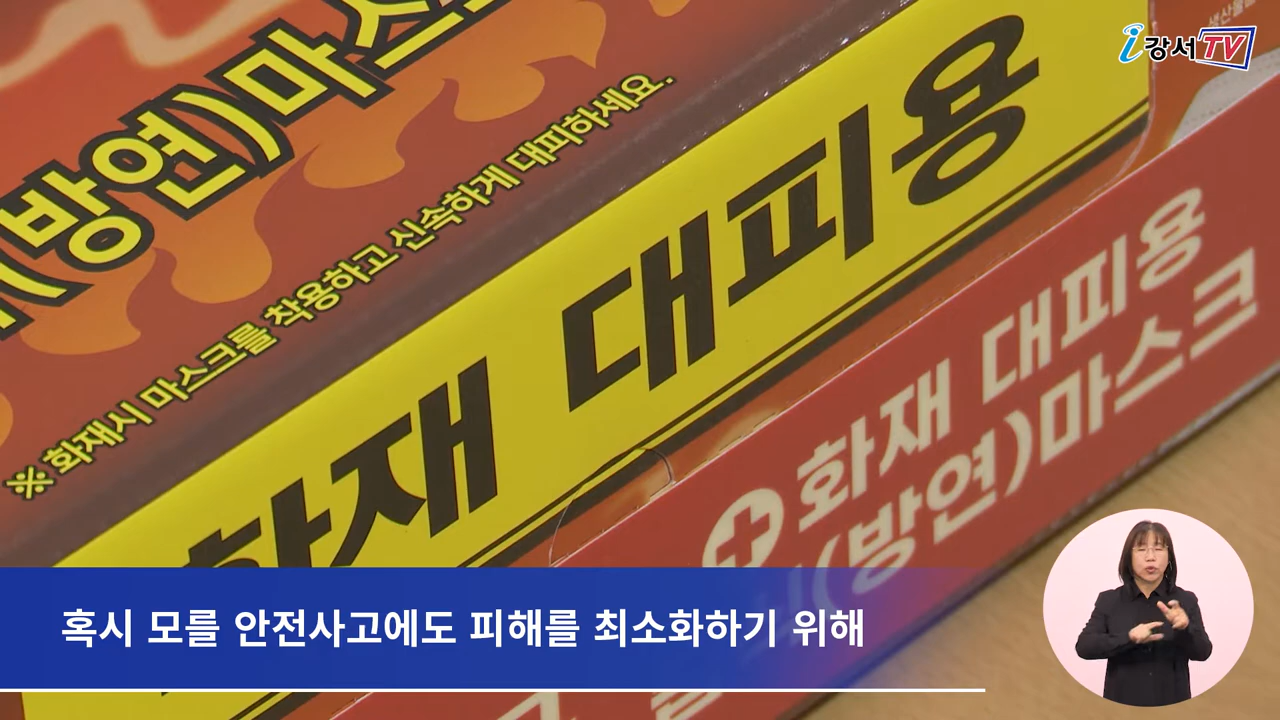 i강서TV
(방연)마스
※ 화재시 마스크를 착용하고 신속하게 대피하세요.
화재 대피용
화재 대피용
(방연)마스크
혹시 모를 안전사고에도 피해를 최소화하기 위해